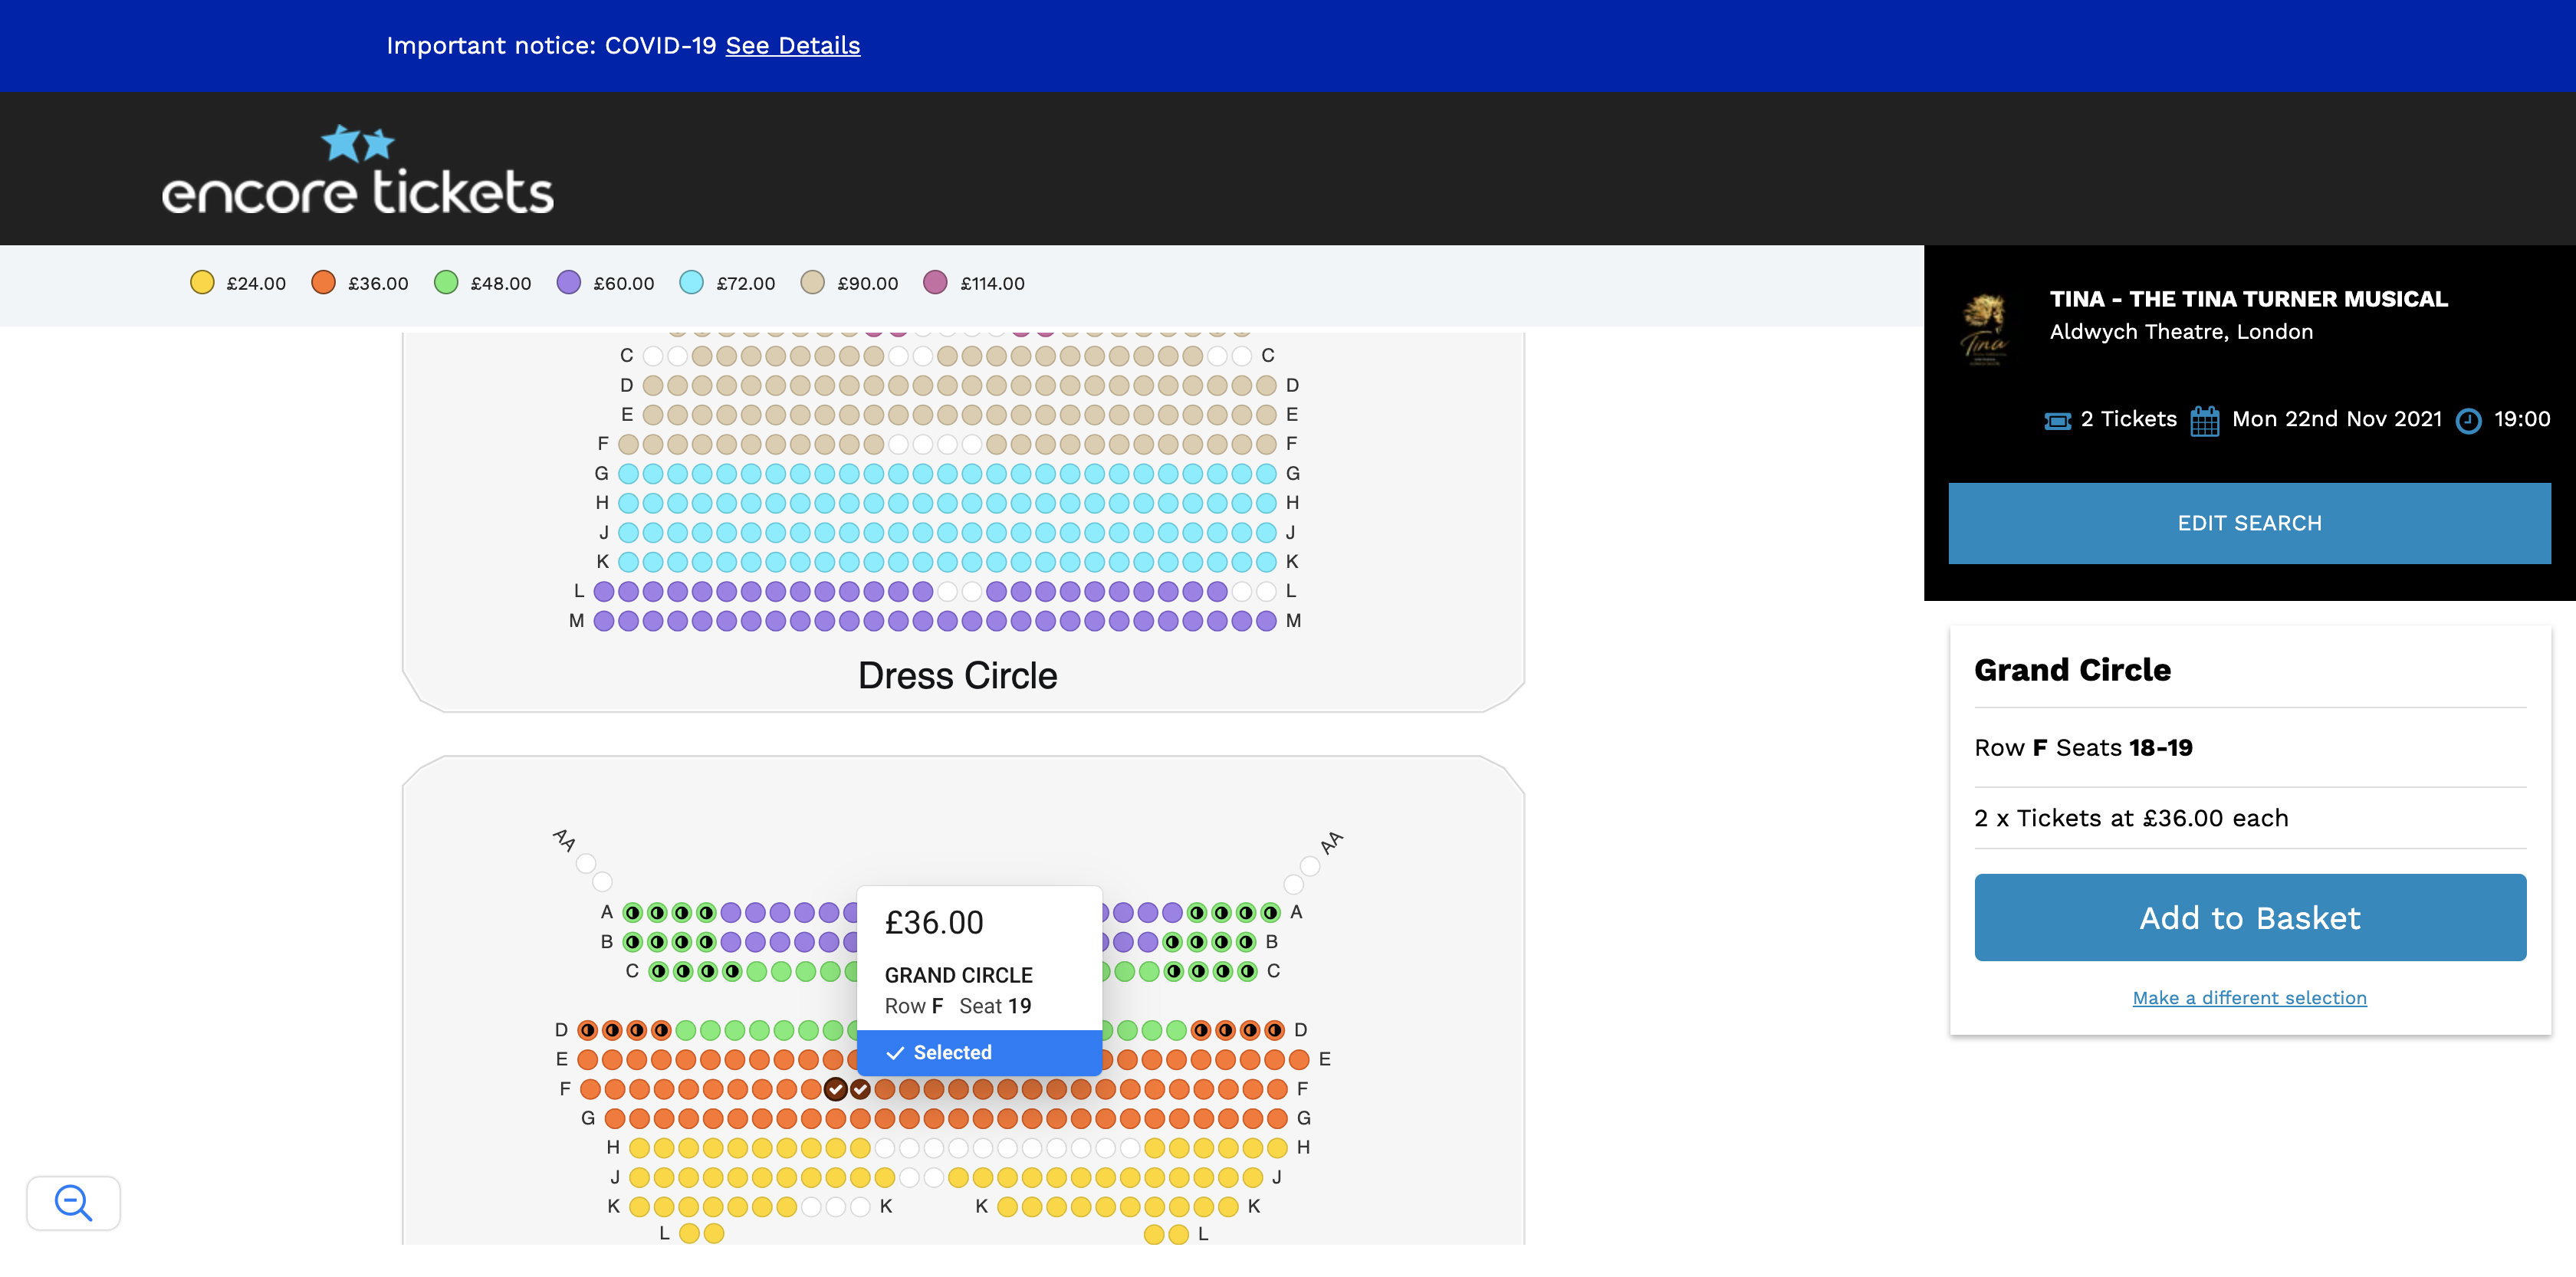 Important notice: COVID-19 See Details
encore tickets
£24.00 £36.00 £48.00 £60.00 £72.00 £90.00 £114.00
C C
D D
E E
F F
G G
H H
J J
K K
L L
M M
Dress Circle
AA AA
A A
B B
C C
D D
E E
F F
G G
H H
J J
K K K K
L L
£36.00
GRAND CIRCLE
Row F Seat 19
Selected
TINA - THE TINA TURNER MUSICAL
Aldwych Theatre, London
Tina
2 Tickets Mon 22nd Nov 2021 19:00
EDIT SEARCH
Grand Circle
Row F Seats 18-19
2 x Tickets at £36.00 each
Add to Basket
Make a different selection